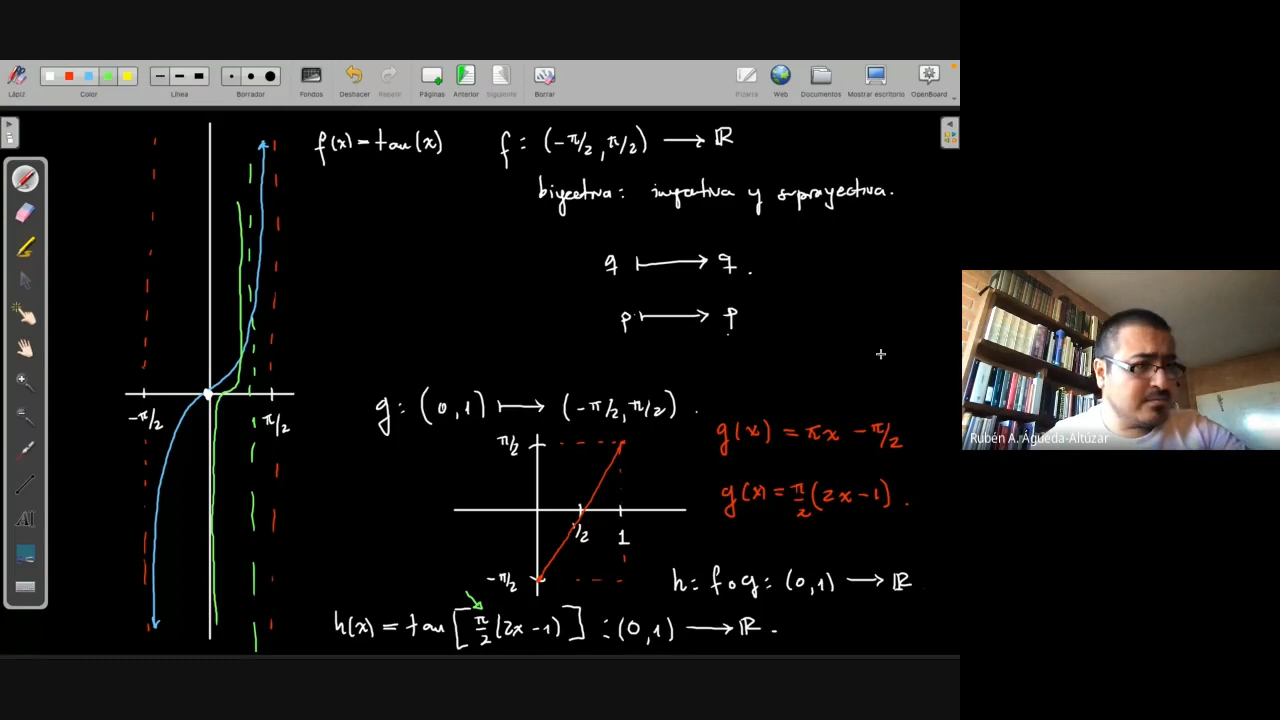 Lápiz Color Línea Borrador Fondos Deshacer Repetir Páginas Anterior Siguiente Borrar Pizarra Web Documentos Mostrar escritorio OpenBoard
f(x) = tan(x) f: (-π/2, π/2) → ℝ
biyectiva: inyectiva y suprayectiva.
q ↦ q.
p ↦ p
-π/2 π/2
g: (0,1) ↦ (-π/2, π/2).
g(x) = πx - π/2
π/2
g(x) = π/2 (2x-1).
1/2 1
-π/2
h = f∘g: (0,1) → ℝ
h(x) = tan[π/2 (2x-1)] : (0,1) → ℝ.
Rubén A. Águeda-Altúzar